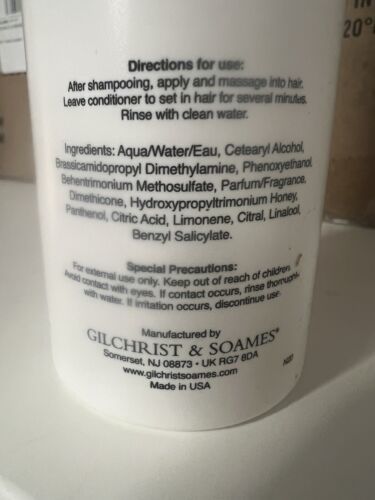 Directions for use:
After shampooing, apply and massage into hair.
Leave conditioner to set in hair for several minutes.
Rinse with clean water.
Ingredients: Aqua/Water/Eau, Cetearyl Alcohol,
Brassicamidopropyl Dimethylamine, Phenoxyethanol,
Behentrimonium Methosulfate, Parfum/Fragrance,
Dimethicone, Hydroxypropyltrimonium Honey,
Panthenol, Citric Acid, Limonene, Citral, Linalool,
Benzyl Salicylate.
Special Precautions:
For external use only. Keep out of reach of children.
Avoid contact with eyes. If contact occurs, rinse thoroughly
with water. If irritation occurs, discontinue use.
Manufactured by
GILCHRIST & SOAMES®
Somerset, NJ 08873 • UK RG7 8DA
www.gilchristsoames.com
Made in USA
IN
20°